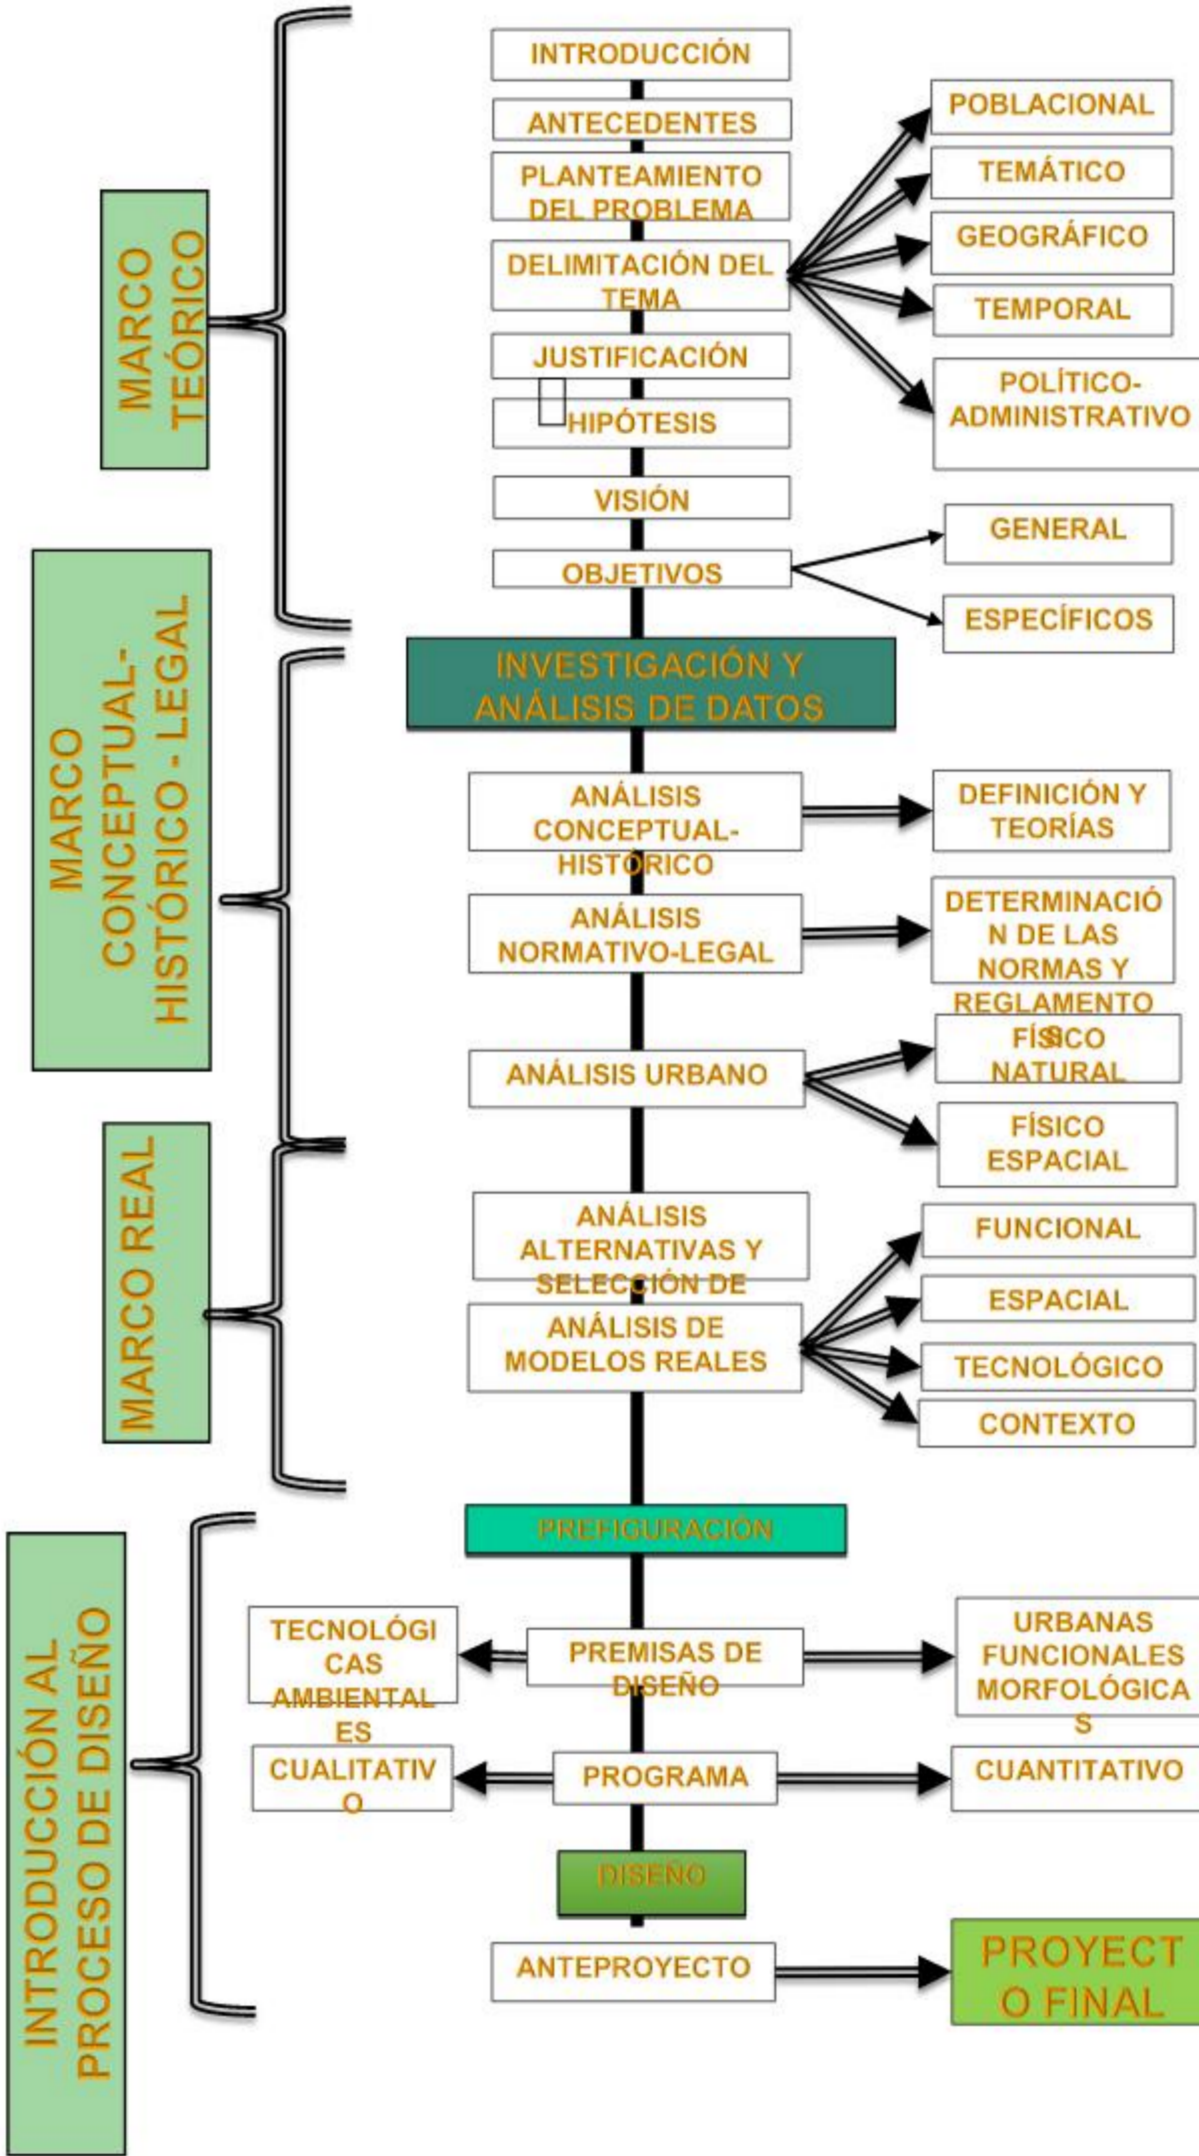 MARCO
TEÓRICO
INTRODUCCIÓN
ANTECEDENTES
PLANTEAMIENTO
DEL PROBLEMA
DELIMITACIÓN DEL
TEMA
POBLACIONAL
TEMÁTICO
GEOGRÁFICO
TEMPORAL
POLÍTICO-
ADMINISTRATIVO
JUSTIFICACIÓN
HIPÓTESIS
VISIÓN
OBJETIVOS
GENERAL
ESPECÍFICOS
MARCO
CONCEPTUAL-
HISTÓRICO - LEGAL
INVESTIGACIÓN Y
ANÁLISIS DE DATOS
ANÁLISIS
CONCEPTUAL-
HISTÓRICO
DEFINICIÓN Y
TEORÍAS
ANÁLISIS
NORMATIVO-LEGAL
DETERMINACIÓ
N DE LAS
NORMAS Y
REGLAMENTO
S
ANÁLISIS URBANO
FÍSICO
NATURAL
FÍSICO
ESPACIAL
MARCO REAL
ANÁLISIS
ALTERNATIVAS Y
SELECCIÓN DE
ANÁLISIS DE
MODELOS REALES
FUNCIONAL
ESPACIAL
TECNOLÓGICO
CONTEXTO
INTRODUCCIÓN AL
PROCESO DE DISEÑO
PREFIGURACIÓN
TECNOLÓGI
CAS
AMBIENTAL
ES
PREMISAS DE
DISEÑO
URBANAS
FUNCIONALES
MORFOLÓGICA
S
CUALITATIV
O
PROGRAMA
CUANTITATIVO
DISEÑO
ANTEPROYECTO
PROYECT
O FINAL